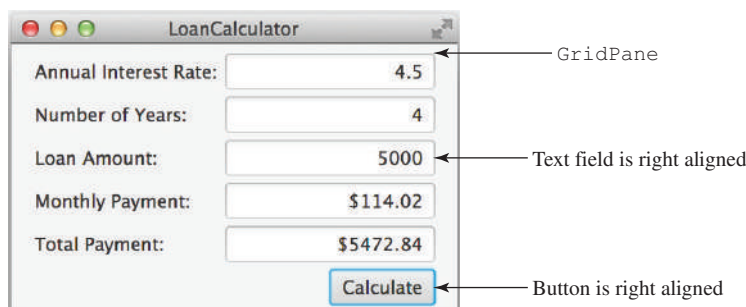 LoanCalculator
GridPane
Annual Interest Rate: 4.5
Number of Years: 4
Loan Amount: 5000
Text field is right aligned
Monthly Payment: $114.02
Total Payment: $5472.84
Calculate
Button is right aligned